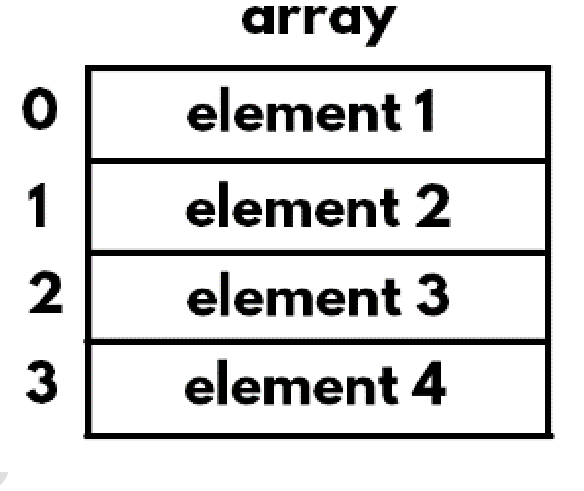 array
0 element 1
1 element 2
2 element 3
3 element 4